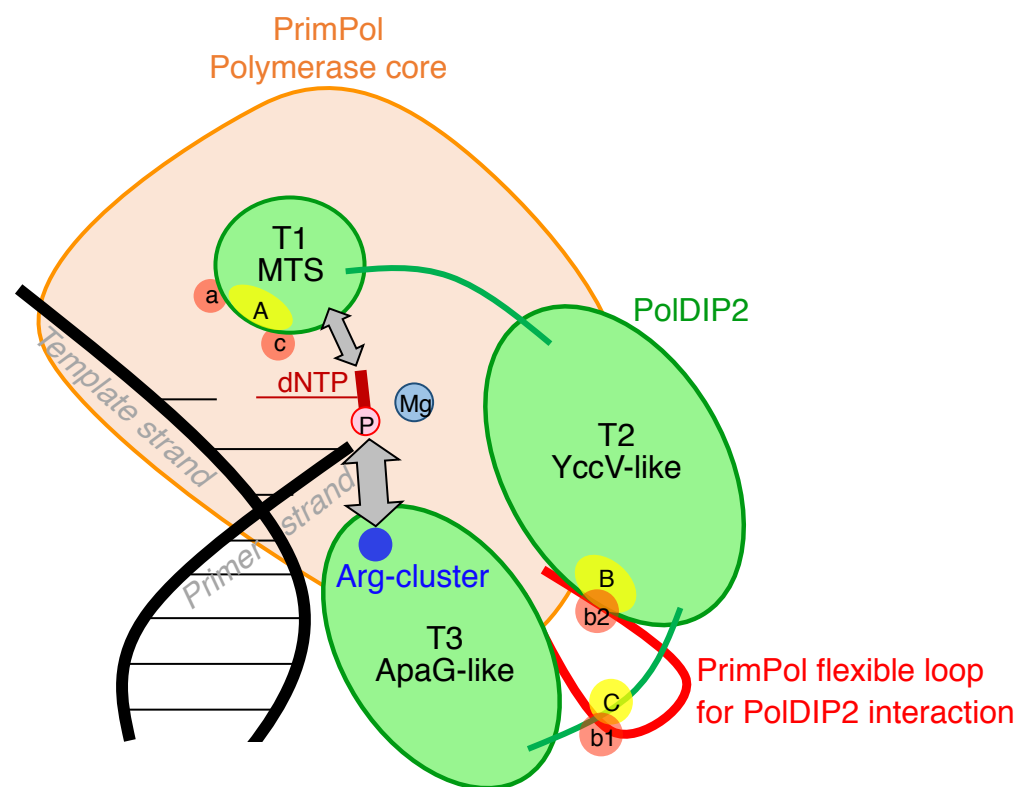 PrimPol
Polymerase core
T1
MTS
a
A
c
PolDIP2
Template strand
dNTP
Mg
P
T2
YccV-like
Primer strand
Arg-cluster
B
b2
T3
ApaG-like
PrimPol flexible loop
for PolDIP2 interaction
C
b1